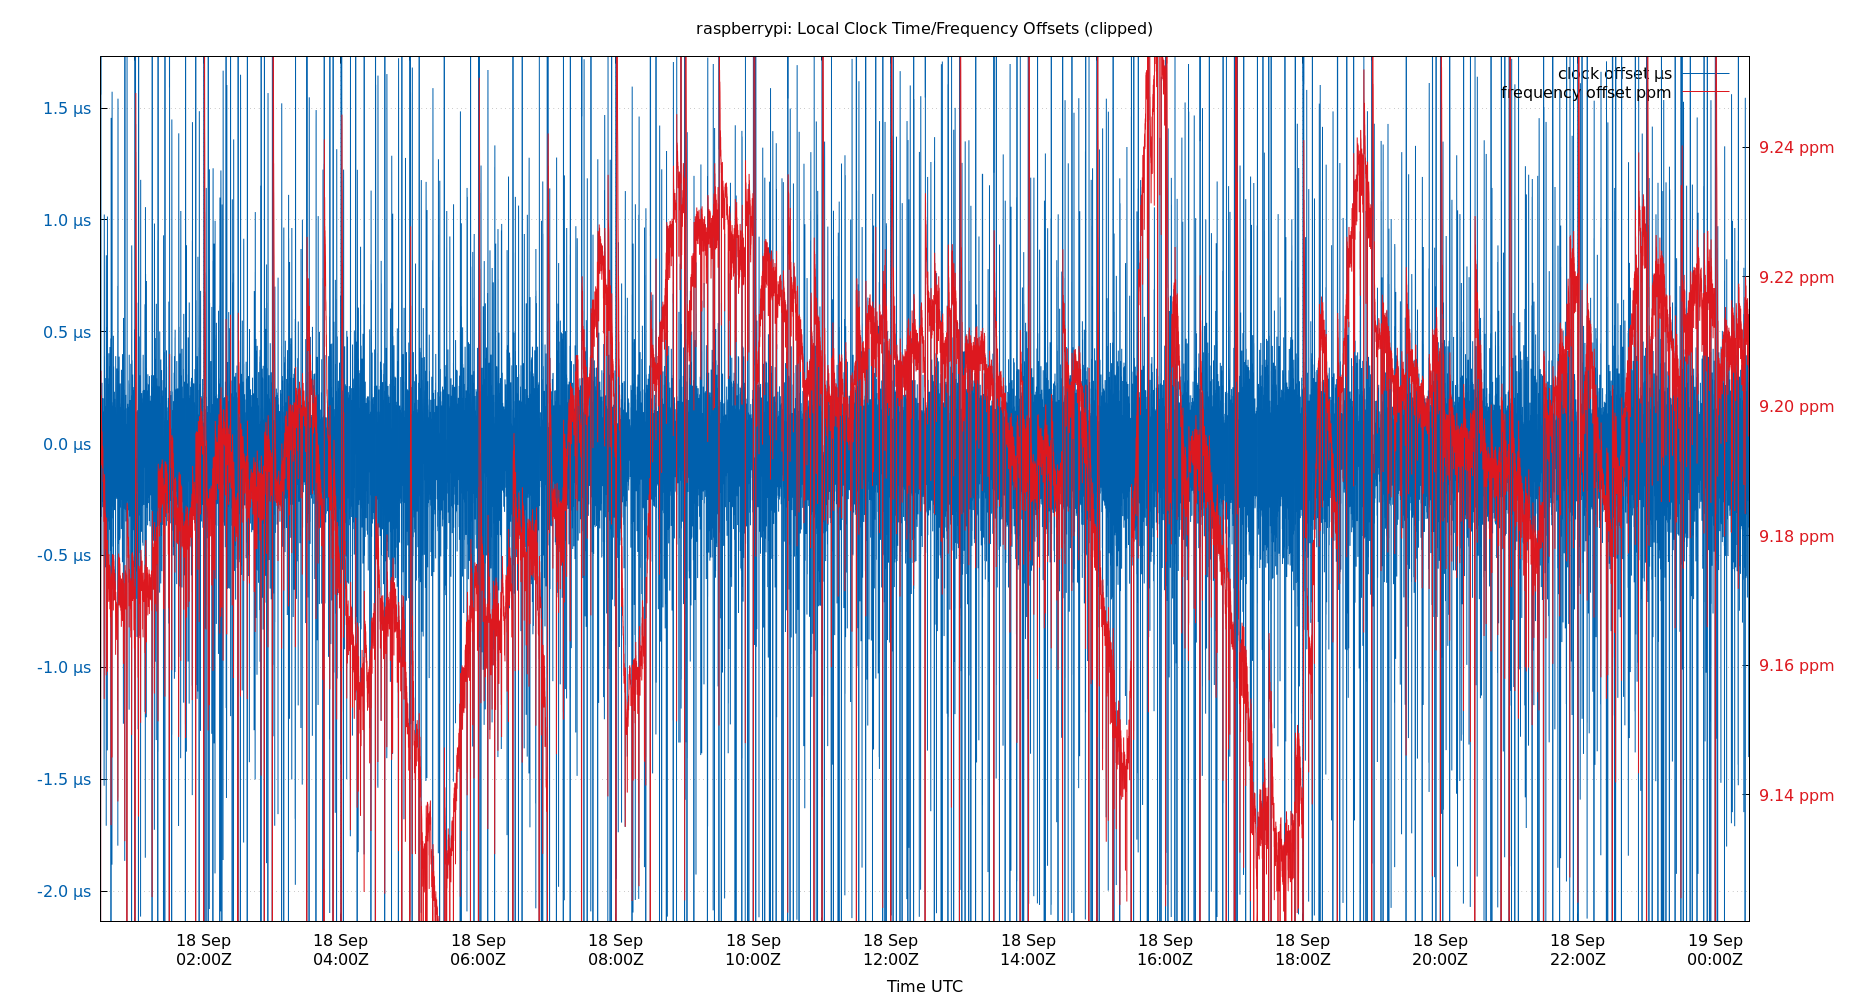 raspberrypi: Local Clock Time/Frequency Offsets (clipped)
clock offset µs
frequency offset ppm
1.5 µs
1.0 µs
0.5 µs
0.0 µs
-0.5 µs
-1.0 µs
-1.5 µs
-2.0 µs
9.24 ppm
9.22 ppm
9.20 ppm
9.18 ppm
9.16 ppm
9.14 ppm
18 Sep 18 Sep 18 Sep 18 Sep 18 Sep 18 Sep 18 Sep 18 Sep 18 Sep 18 Sep 18 Sep 19 Sep
02:00Z 04:00Z 06:00Z 08:00Z 10:00Z 12:00Z 14:00Z 16:00Z 18:00Z 20:00Z 22:00Z 00:00Z
Time UTC